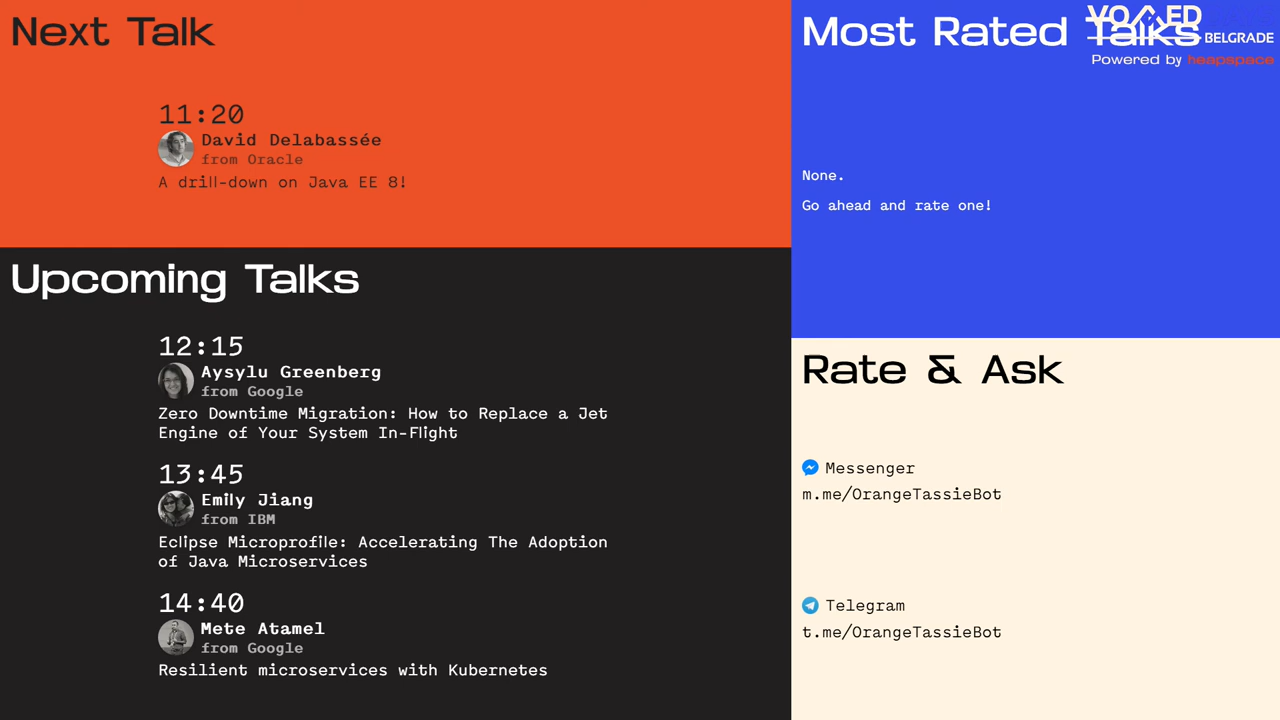 Next Talk
11:20
David Delabassée
from Oracle
A drill-down on Java EE 8!
Upcoming Talks
12:15
Aysylu Greenberg
from Google
Zero Downtime Migration: How to Replace a Jet
Engine of Your System In-Flight
13:45
Emily Jiang
from IBM
Eclipse Microprofile: Accelerating The Adoption
of Java Microservices
14:40
Mete Atamel
from Google
Resilient microservices with Kubernetes
Most Rated Talks
BELGRADE
Powered by heapspace
None.
Go ahead and rate one!
Rate & Ask
Messenger
m.me/OrangeTassieBot
Telegram
t.me/OrangeTassieBot